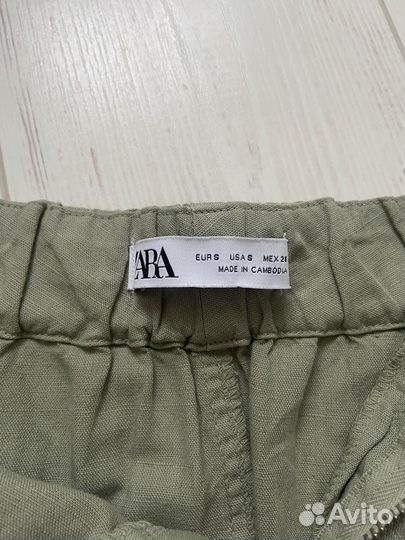 ZARA
EUR S USA S MEX 26
MADE IN CAMBODIA
Avito